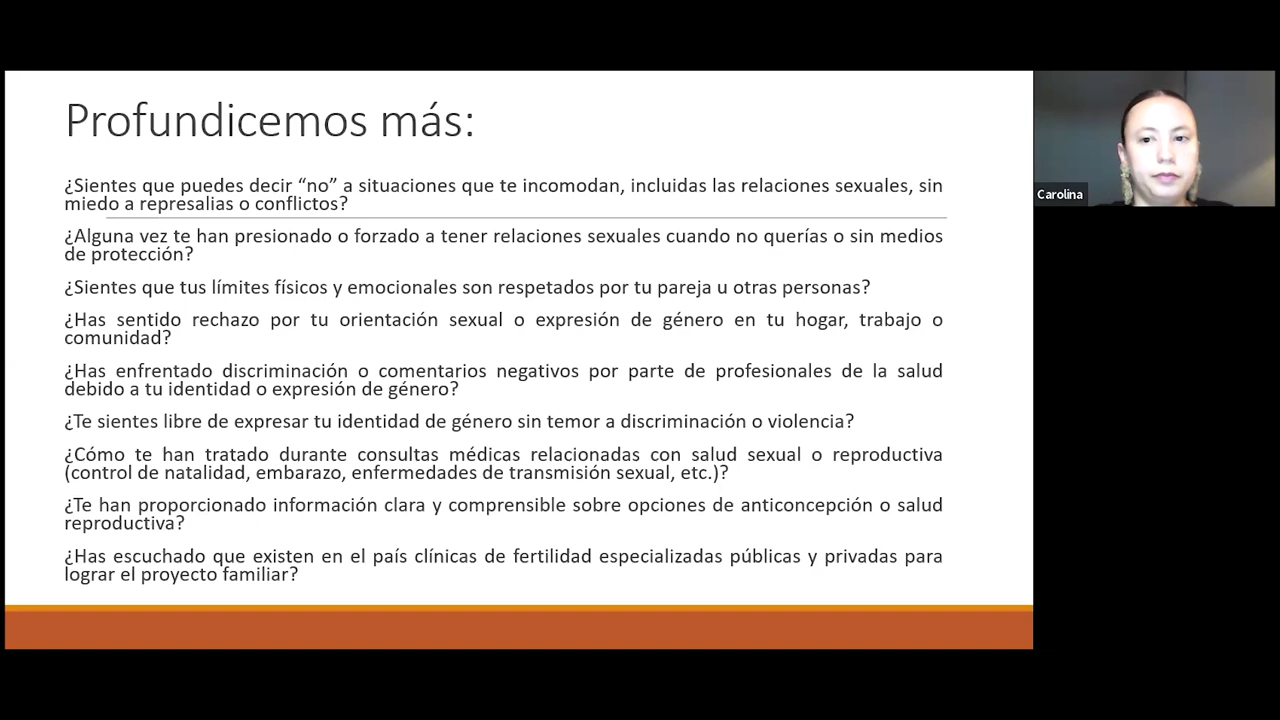 Profundicemos más:
¿Sientes que puedes decir “no” a situaciones que te incomodan, incluidas las relaciones sexuales, sin
miedo a represalias o conflictos?
¿Alguna vez te han presionado o forzado a tener relaciones sexuales cuando no querías o sin medios
de protección?
¿Sientes que tus límites físicos y emocionales son respetados por tu pareja u otras personas?
¿Has sentido rechazo por tu orientación sexual o expresión de género en tu hogar, trabajo o
comunidad?
¿Has enfrentado discriminación o comentarios negativos por parte de profesionales de la salud
debido a tu identidad o expresión de género?
¿Te sientes libre de expresar tu identidad de género sin temor a discriminación o violencia?
¿Cómo te han tratado durante consultas médicas relacionadas con salud sexual o reproductiva
(control de natalidad, embarazo, enfermedades de transmisión sexual, etc.)?
¿Te han proporcionado información clara y comprensible sobre opciones de anticoncepción o salud
reproductiva?
¿Has escuchado que existen en el país clínicas de fertilidad especializadas públicas y privadas para
lograr el proyecto familiar?
Carolina